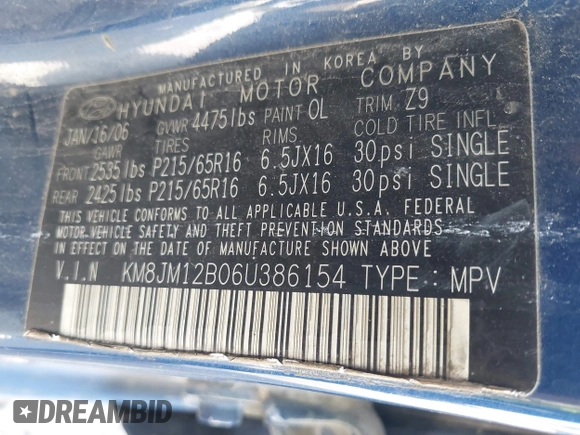 MANUFACTURED IN KOREA BY
HYUNDAI MOTOR COMPANY
JAN/16/06 GVWR 4475lbs PAINT OL TRIM Z9
GAWR TIRES RIMS COLD TIRE INFL.
FRONT 2535lbs P215/65R16 6.5JX16 30psi SINGLE
REAR 2425lbs P215/65R16 6.5JX16 30psi SINGLE
THIS VEHICLE CONFORMS TO ALL APPLICABLE U.S.A. FEDERAL
MOTOR VEHICLE SAFETY AND THEFT PREVENTION STANDARDS
IN EFFECT ON THE DATE OF MANUFACTURE SHOWN ABOVE.
V.I.N KM8JM12B06U386154 TYPE : MPV
DREAMBID